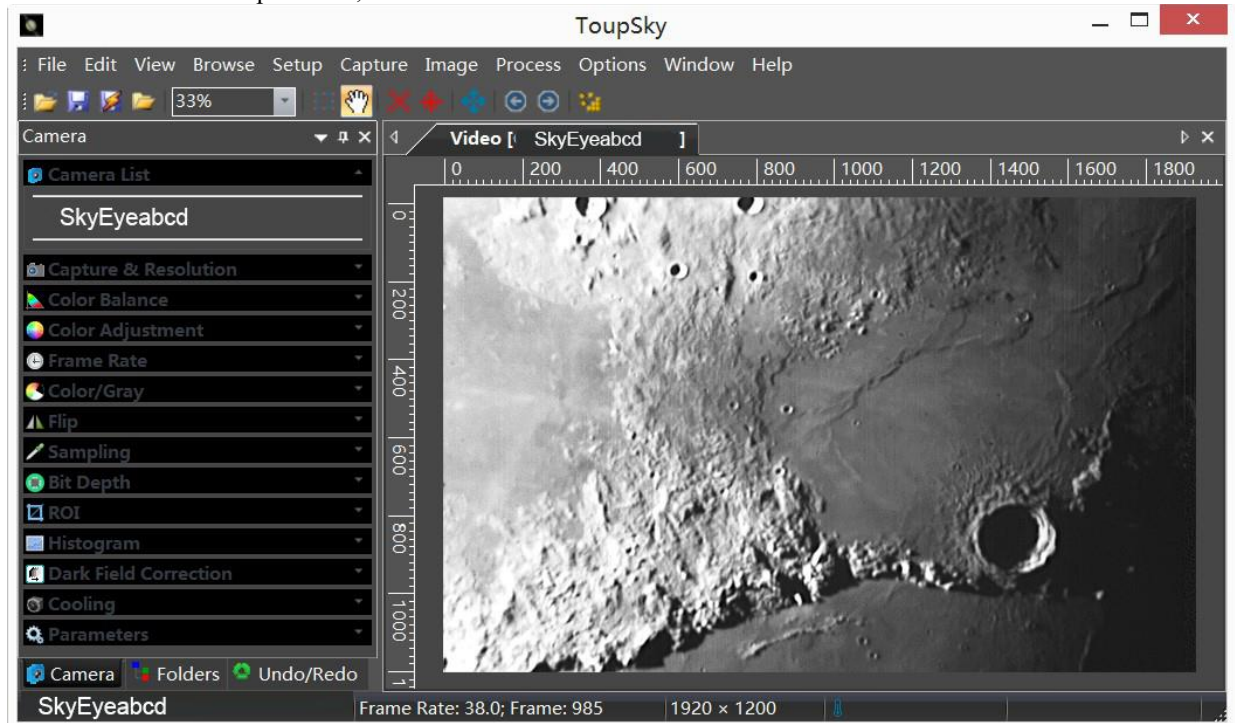 ToupSky
File Edit View Browse Setup Capture Image Process Options Window Help
33%
Camera
Video [ SkyEyeabcd ]
0 200 400 600 800 1000 1200 1400 1600 1800
Camera List
SkyEyeabcd
Capture & Resolution
Color Balance
Color Adjustment
Frame Rate
Color/Gray
Flip
Sampling
Bit Depth
ROI
Histogram
Dark Field Correction
Cooling
Parameters
0
200
400
600
800
1000
Camera Folders Undo/Redo
SkyEyeabcd Frame Rate: 38.0; Frame: 985 1920 × 1200